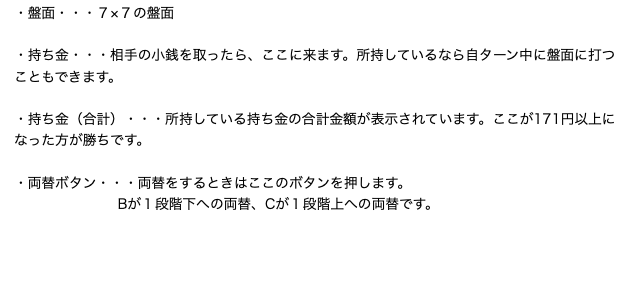 ・盤面・・・７×７の盤面
・持ち金・・・相手の小銭を取ったら、ここに来ます。所持しているなら自ターン中に盤面に打つ
こともできます。
・持ち金（合計）・・・所持している持ち金の合計金額が表示されています。ここが171円以上に
なった方が勝ちです。
・両替ボタン・・・両替をするときはここのボタンを押します。
Bが１段階下への両替、Cが１段階上への両替です。